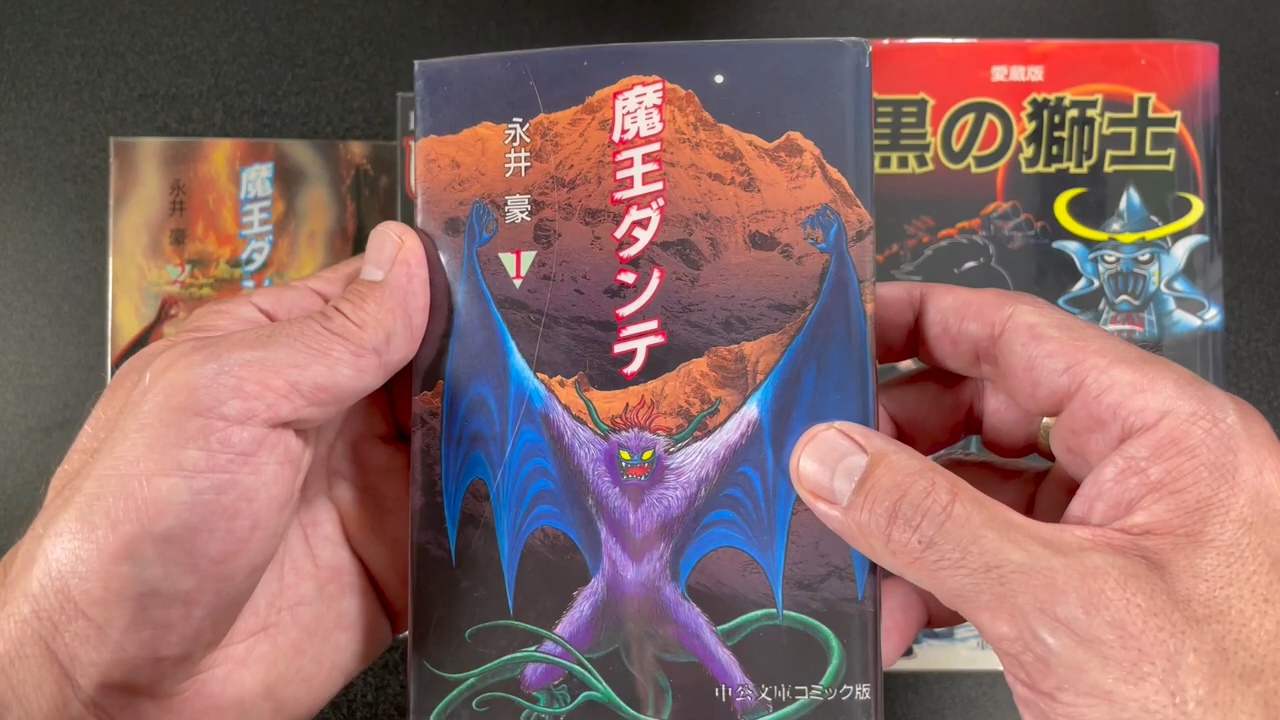 魔王ダンテ
永井豪
1
中公文庫コミック版
愛蔵版
黒の獅士
魔王ダン
永井豪